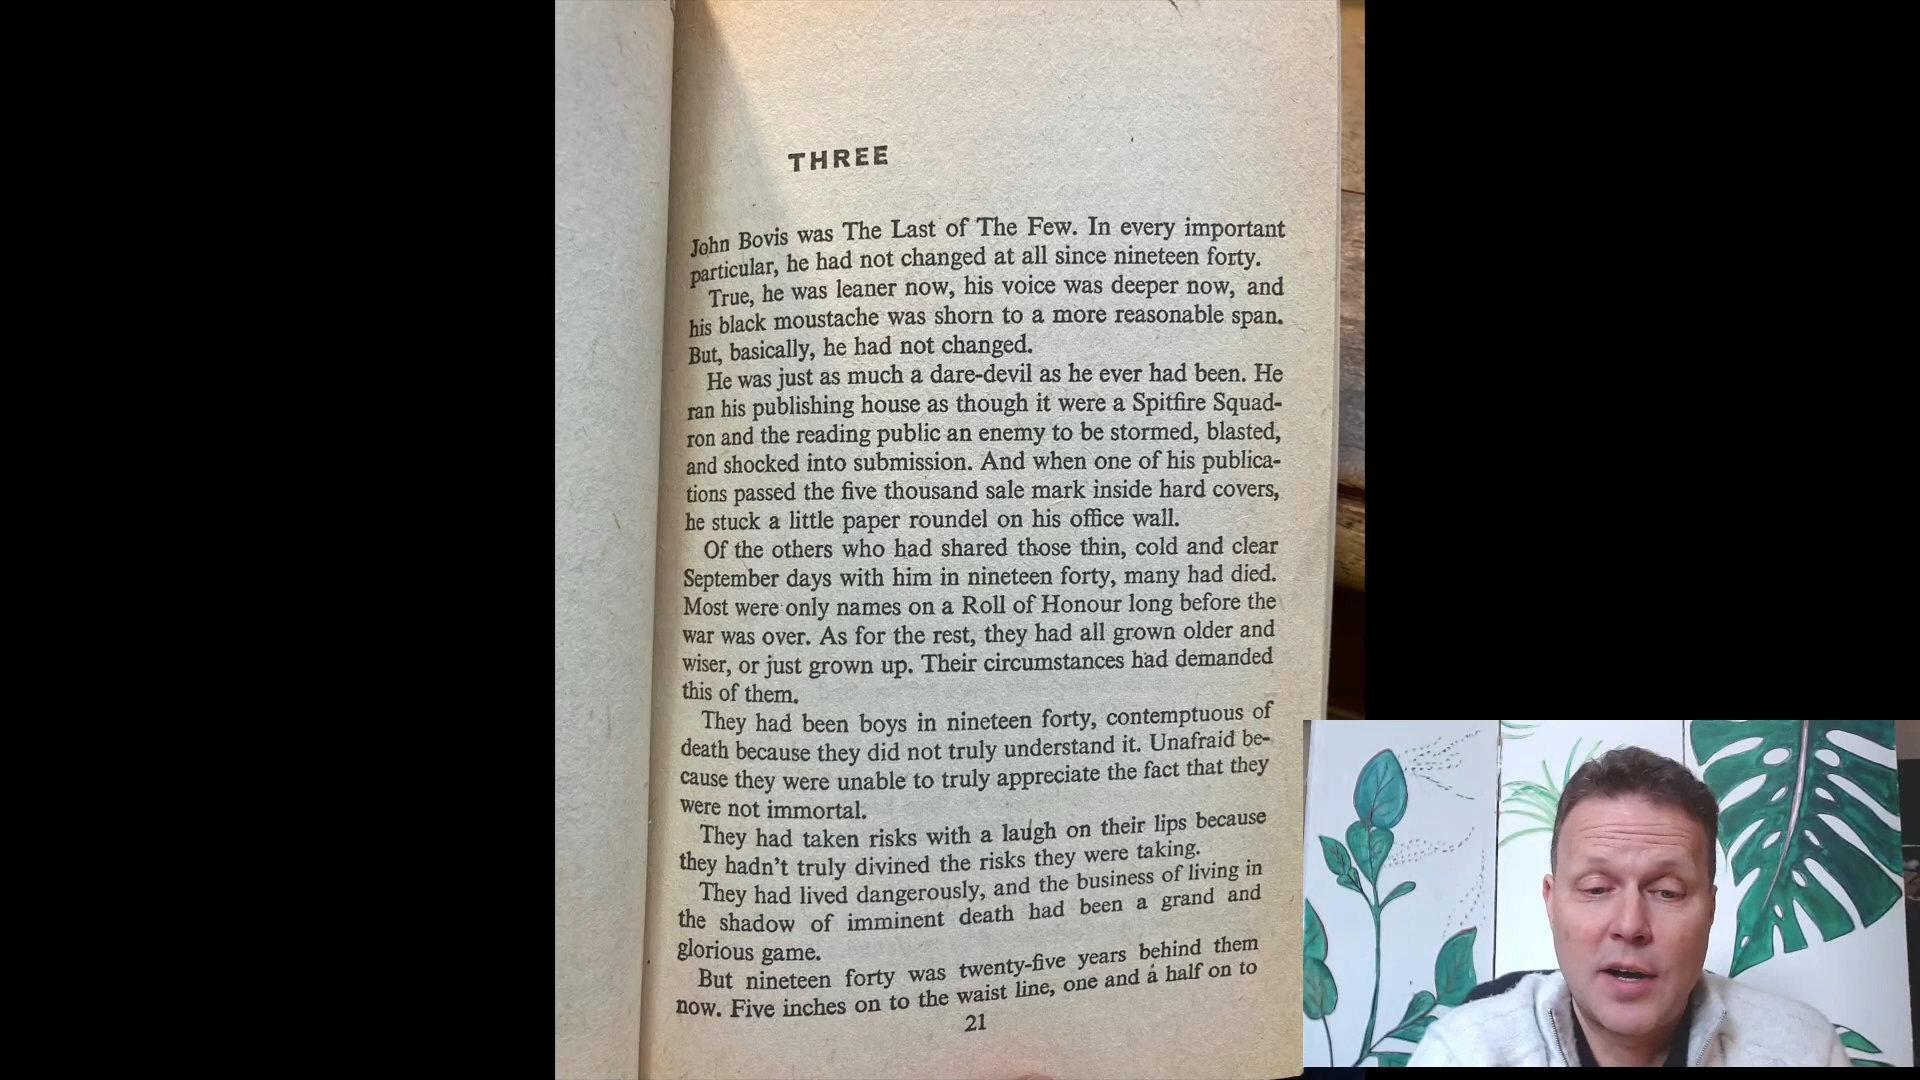 THREE
John Bovis was The Last of The Few. In every important
particular, he had not changed at all since nineteen forty.
True, he was leaner now, his voice was deeper now, and
his black moustache was shorn to a more reasonable span.
But, basically, he had not changed.
He was just as much a dare-devil as he ever had been. He
ran his publishing house as though it were a Spitfire Squad-
ron and the reading public an enemy to be stormed, blasted,
and shocked into submission. And when one of his publica-
tions passed the five thousand sale mark inside hard covers,
he stuck a little paper roundel on his office wall.
Of the others who had shared those thin, cold and clear
September days with him in nineteen forty, many had died.
Most were only names on a Roll of Honour long before the
war was over. As for the rest, they had all grown older and
wiser, or just grown up. Their circumstances had demanded
this of them.
They had been boys in nineteen forty, contemptuous of
death because they did not truly understand it. Unafraid be-
cause they were unable to truly appreciate the fact that they
were not immortal.
They had taken risks with a laugh on their lips because
they hadn't truly divined the risks they were taking.
They had lived dangerously, and the business of living in
the shadow of imminent death had been a grand and
glorious game.
But nineteen forty was twenty-five years behind them
now. Five inches on to the waist line, one and a half on to
21